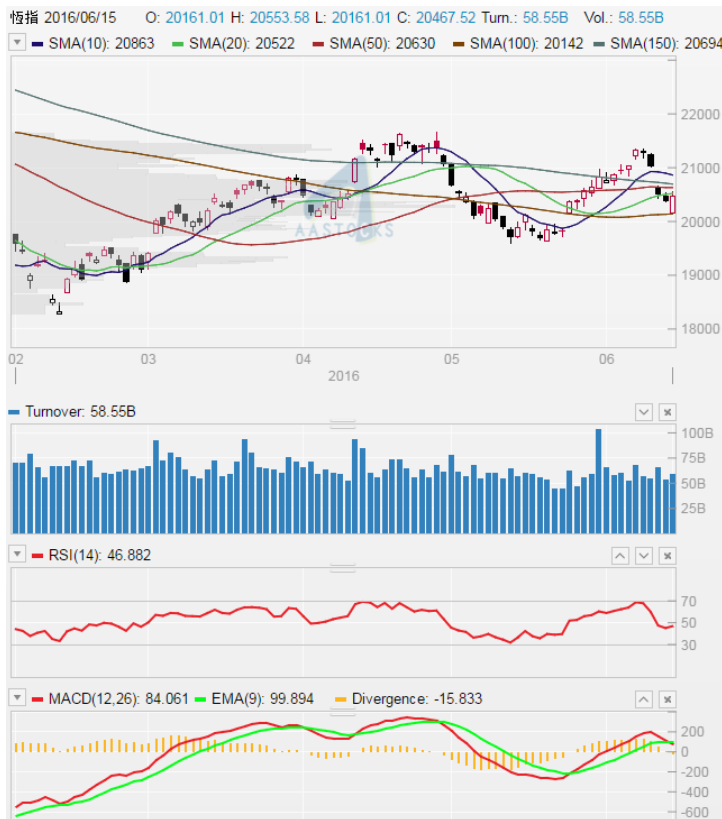 恆指 2016/06/15 O: 20161.01 H: 20553.58 L: 20161.01 C: 20467.52 Turn.: 58.55B Vol.: 58.55B
SMA(10): 20863 SMA(20): 20522 SMA(50): 20630 SMA(100): 20142 SMA(150): 20694
22000
21000
20000
19000
18000
AASTOCKS
02 03 04 05 06
2016
Turnover: 58.55B
100B
75B
50B
25B
RSI(14): 46.882
70
50
30
MACD(12,26): 84.061 EMA(9): 99.894 Divergence: -15.833
200
0
-200
-400
-600